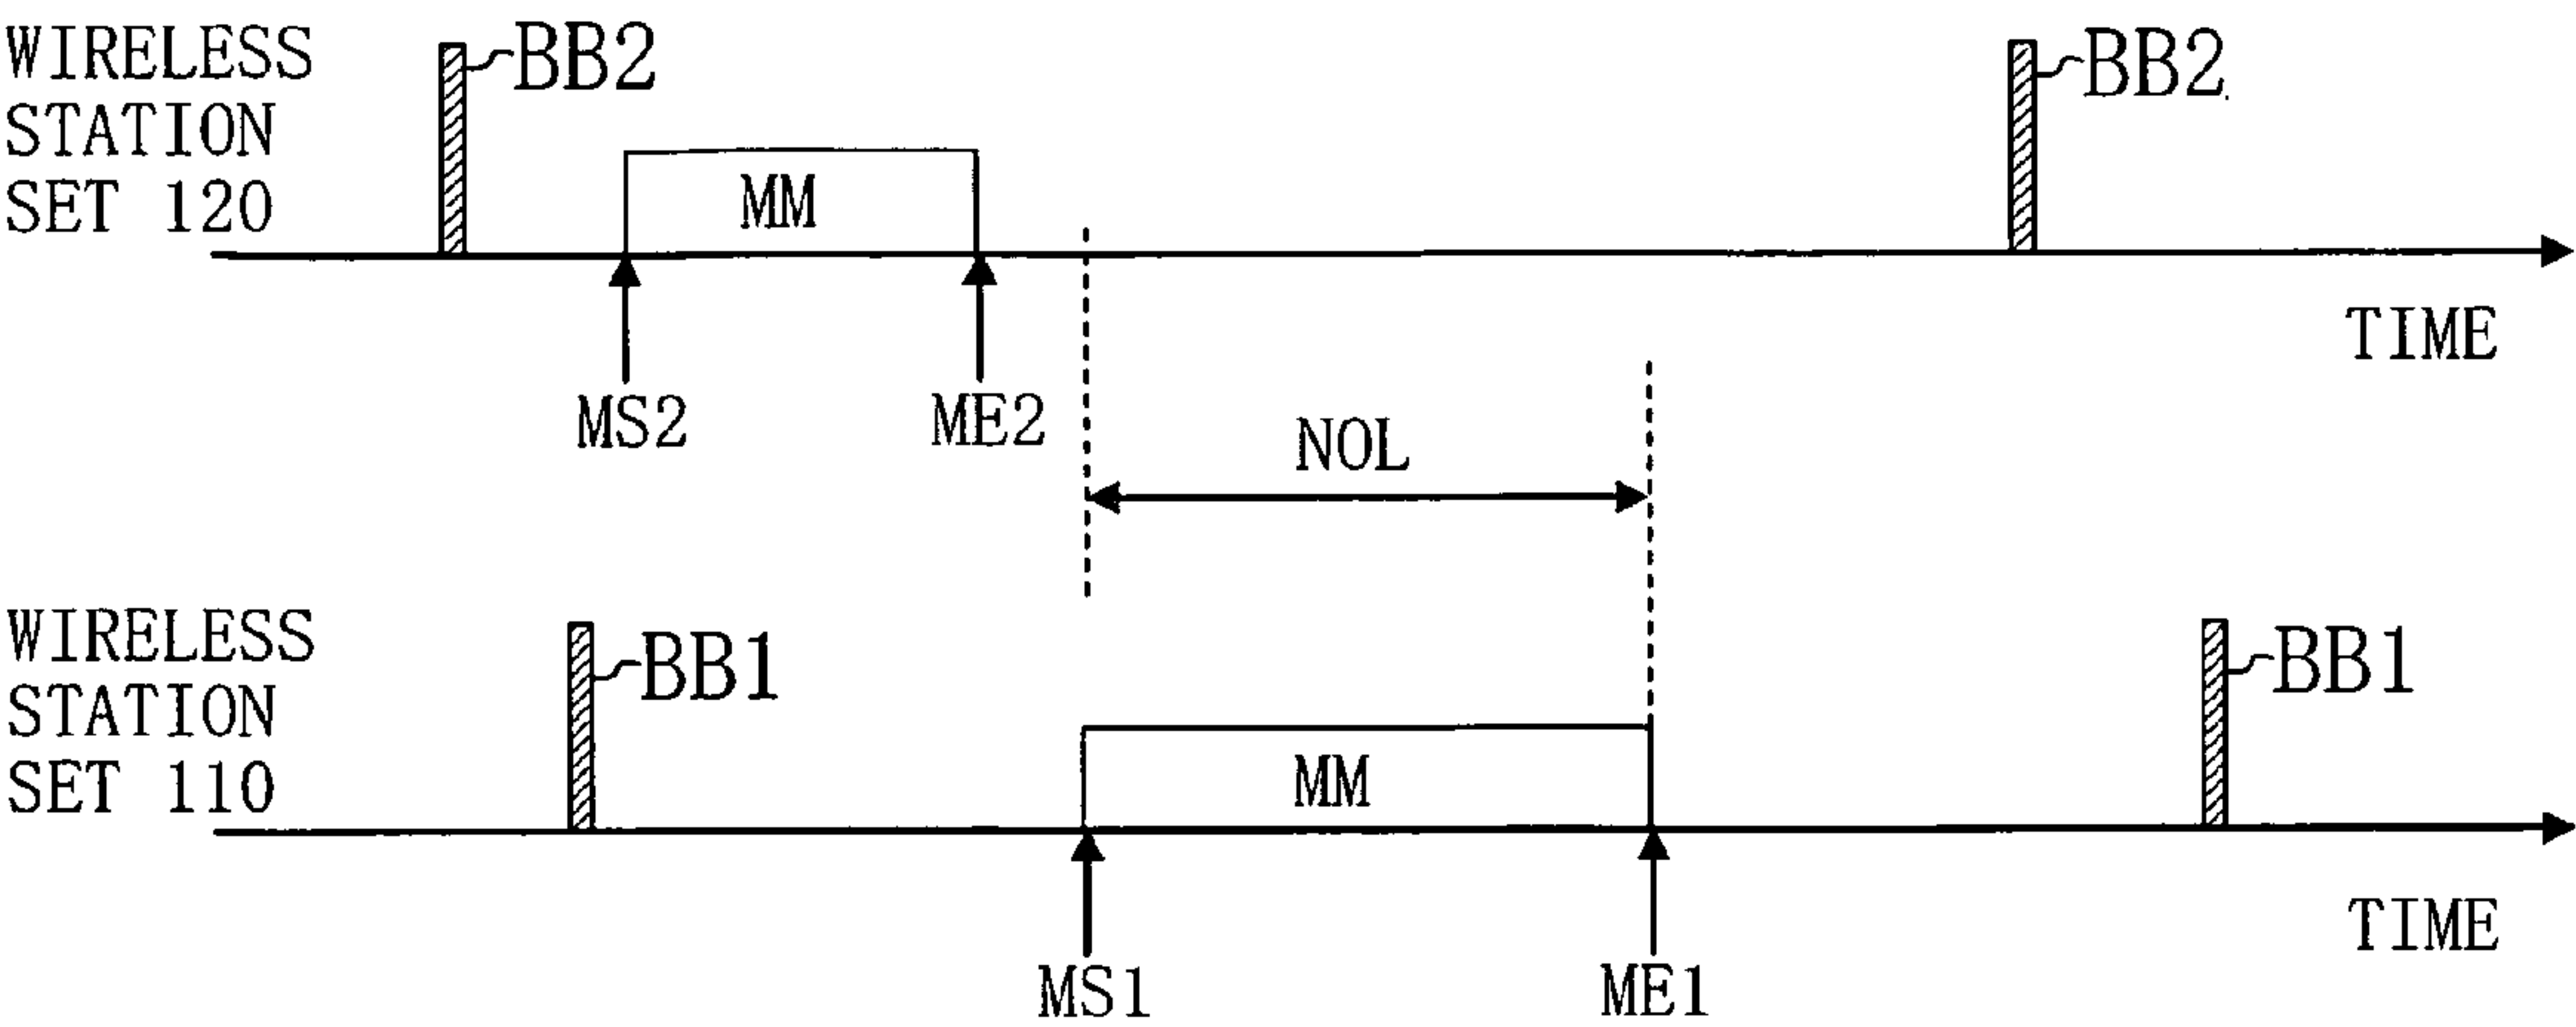 WIRELESS
STATION
SET 120
BB2
BB2
MM
TIME
MS2
ME2
NOL
WIRELESS
STATION
SET 110
BB1
BB1
MM
TIME
MS1
ME1